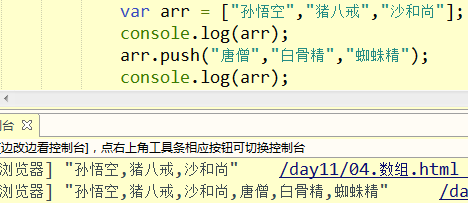 var arr = ["孙悟空","猪八戒","沙和尚"];
console.log(arr);
arr.push("唐僧","白骨精","蜘蛛精");
console.log(arr);
台
边改边看控制台]，点右上角工具条相应按钮可切换控制台
浏览器] "孙悟空,猪八戒,沙和尚" /day11/04.数组.html
浏览器] "孙悟空,猪八戒,沙和尚,唐僧,白骨精,蜘蛛精" /da